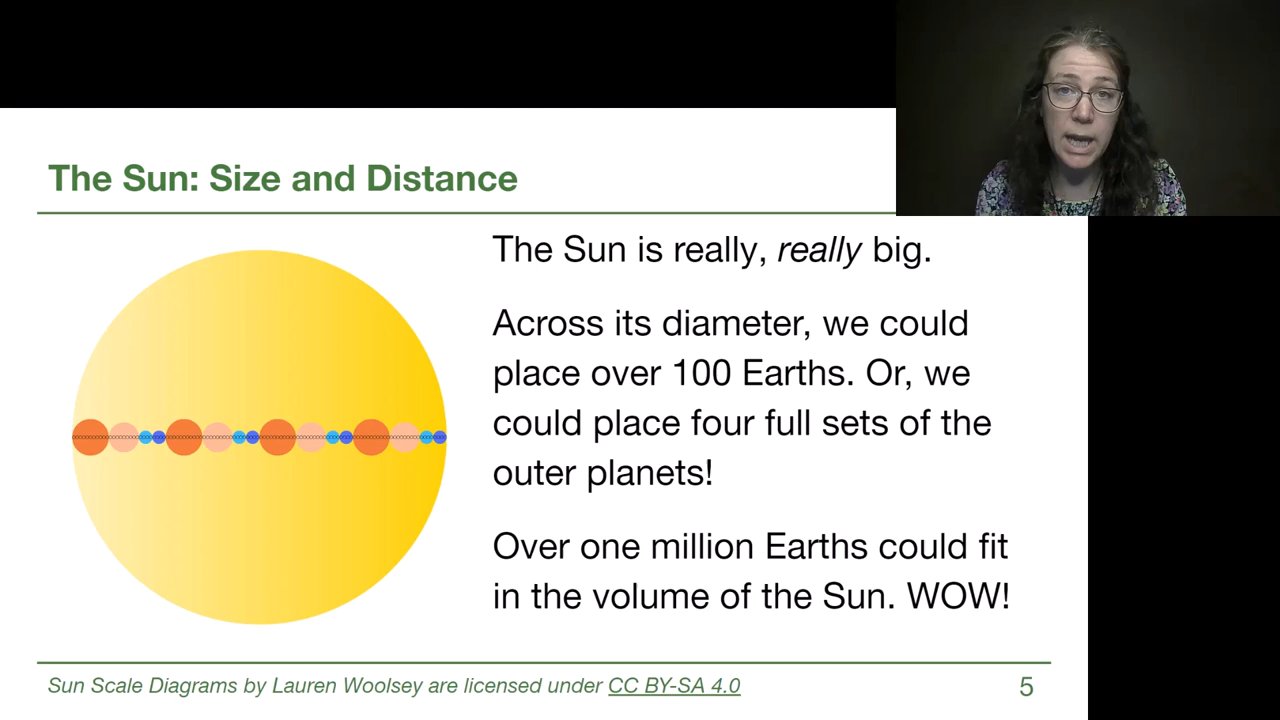 The Sun: Size and Distance
The Sun is really, really big.
Across its diameter, we could
place over 100 Earths. Or, we
could place four full sets of the
outer planets!
Over one million Earths could fit
in the volume of the Sun. WOW!
Sun Scale Diagrams by Lauren Woolsey are licensed under CC BY-SA 4.0
5